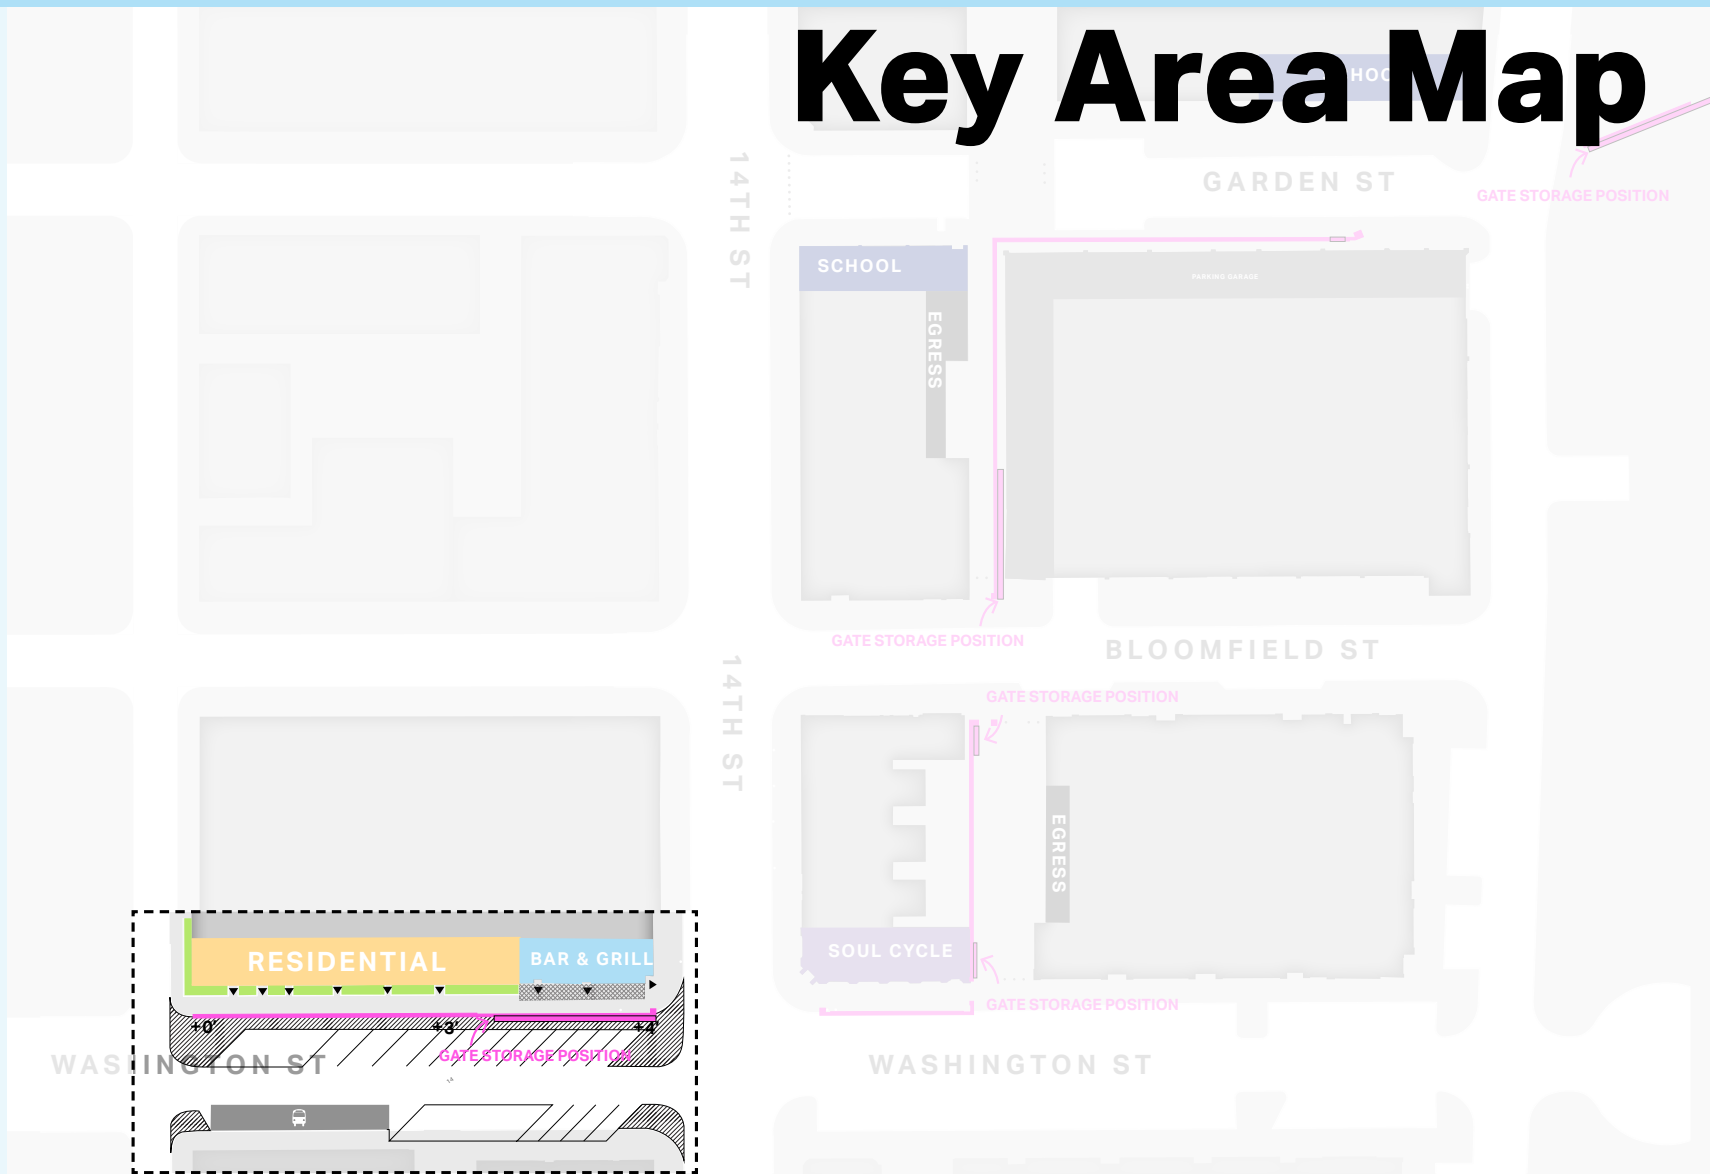 Key Area Map
SCHOOL
14TH ST
GARDEN ST
GATE STORAGE POSITION
SCHOOL
EGRESS
PARKING GARAGE
GATE STORAGE POSITION
BLOOMFIELD ST
14TH ST
GATE STORAGE POSITION
EGRESS
SOUL CYCLE
RESIDENTIAL
BAR & GRILL
GATE STORAGE POSITION
+0'
+3'
+4'
GATE STORAGE POSITION
WASHINGTON ST
WASHINGTON ST
14